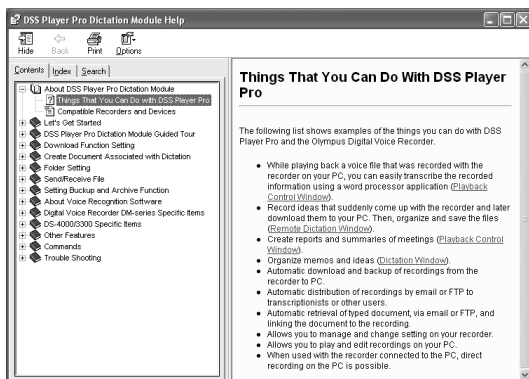 DSS Player Pro Dictation Module Help
Hide Back Print Options
Contents Index Search
About DSS Player Pro Dictation Module
Things That You Can Do with DSS Player Pro
Compatible Recorders and Devices
Let's Get Started
DSS Player Pro Dictation Module Guided Tour
Download Function Setting
Create Document Associated with Dictation
Folder Setting
Send/Receive File
Setting Buckup and Archive Function
About Voice Recognition Software
Digital Voice Recorder DM-series Specific Items
DS-4000/3300 Specific Items
Other Features
Commands
Trouble Shooting
Things That You Can Do With DSS Player
Pro
The following list shows examples of the things you can do with DSS
Player Pro and the Olympus Digital Voice Recorder.
• While playing back a voice file that was recorded with the
recorder on your PC, you can easily transcribe the recorded
information using a word processor application (Playback
Control Window).
• Record ideas that suddenly come up with the recorder and later
download them to your PC. Then, organize and save the files
(Remote Dictation Window).
• Create reports and summaries of meetings (Playback Control
Window).
• Organize memos and ideas (Dictation Window).
• Automatic download and backup of recordings from the
recorder to PC.
• Automatic distribution of recordings by email or FTP to
transcriptionists or other users.
• Automatic retrieval of typed document, via email or FTP, and
linking the document to the recording.
• Allows you to manage and change setting on your recorder.
• Allows you to play and edit recordings on your PC.
• When used with the recorder connected to the PC, direct
recording on the PC is possible.